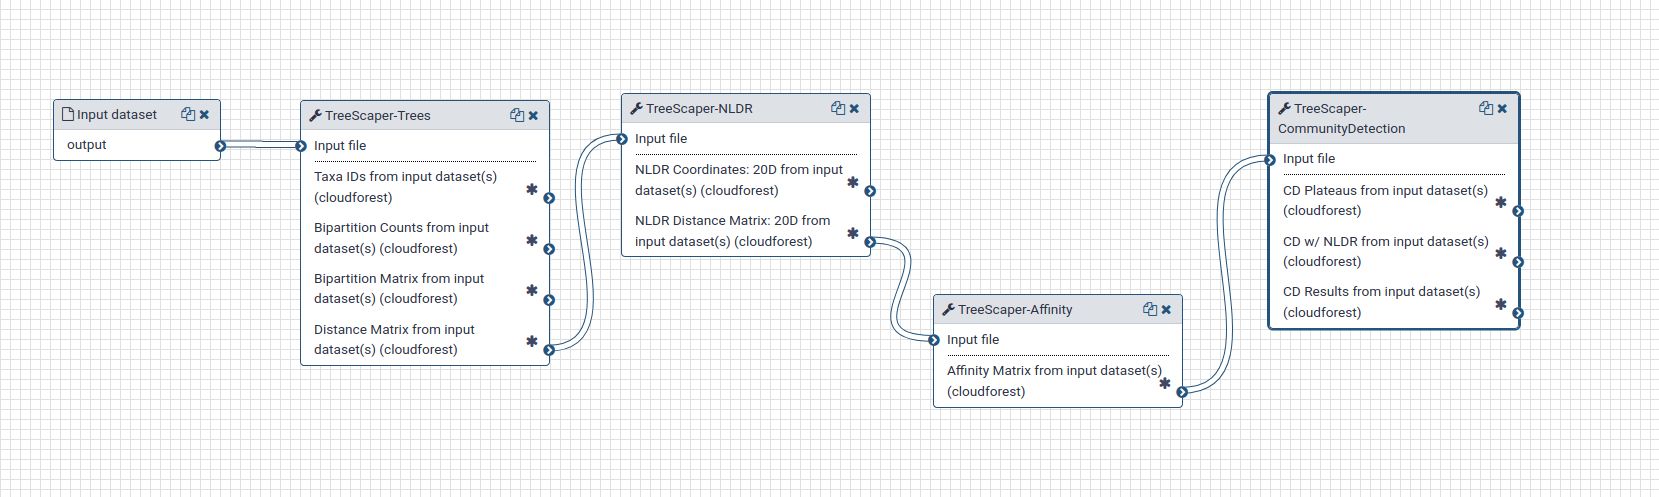 Input dataset
output
TreeScaper-Trees
Input file
Taxa IDs from input dataset(s)
(cloudforest)
Bipartition Counts from input
dataset(s) (cloudforest)
Bipartition Matrix from input
dataset(s) (cloudforest)
Distance Matrix from input
dataset(s) (cloudforest)
TreeScaper-NLDR
Input file
NLDR Coordinates: 20D from input
dataset(s) (cloudforest)
NLDR Distance Matrix: 20D from
input dataset(s) (cloudforest)
TreeScaper-Affinity
Input file
Affinity Matrix from input dataset(s)
(cloudforest)
TreeScaper-
CommunityDetection
Input file
CD Plateaus from input dataset(s)
(cloudforest)
CD w/ NLDR from input dataset(s)
(cloudforest)
CD Results from input dataset(s)
(cloudforest)